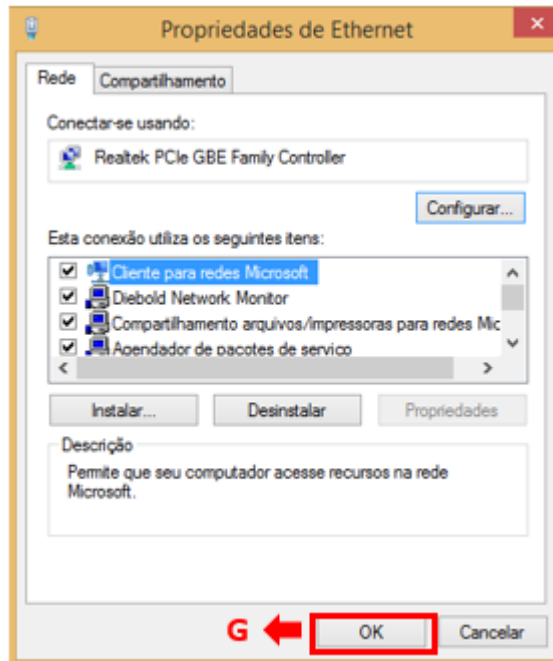 Propriedades de Ethernet
Rede
Compartilhamento
Conectar-se usando:
Realtek PCIe GBE Family Controller
Configurar...
Esta conexão utiliza os seguintes itens:
Cliente para redes Microsoft
Diebold Network Monitor
Compartilhamento arquivos/impressoras para redes Mic
Agendador de pacotes de serviço
Instalar...
Desinstalar
Propriedades
Descrição
Permite que seu computador acesse recursos na rede
Microsoft.
G
OK
Cancelar